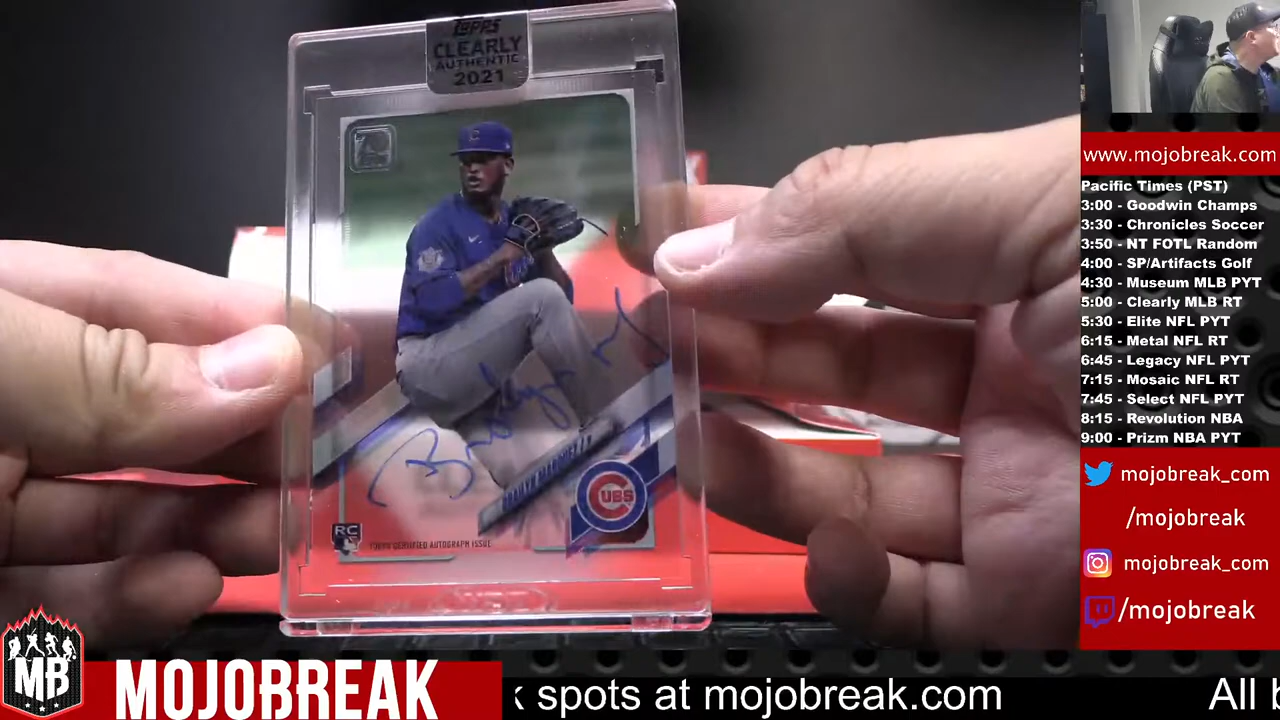 TOPPS
CLEARLY
AUTHENTIC
2021
C
70
CUBS
RC
TOPPS CERTIFIED AUTOGRAPH ISSUE
www.mojobreak.com
Pacific Times (PST)
3:00 - Goodwin Champs
3:30 - Chronicles Soccer
3:50 - NT FOTL Random
4:00 - SP/Artifacts Golf
4:30 - Museum MLB PYT
5:00 - Clearly MLB RT
5:30 - Elite NFL PYT
6:15 - Metal NFL RT
6:45 - Legacy NFL PYT
7:15 - Mosaic NFL RT
7:45 - Select NFL PYT
8:15 - Revolution NBA
9:00 - Prizm NBA PYT
mojobreak
/mojobreak
mojobreak_com
/mojobreak
MB
MOJOBREAK
k spots at mojobreak.com All b